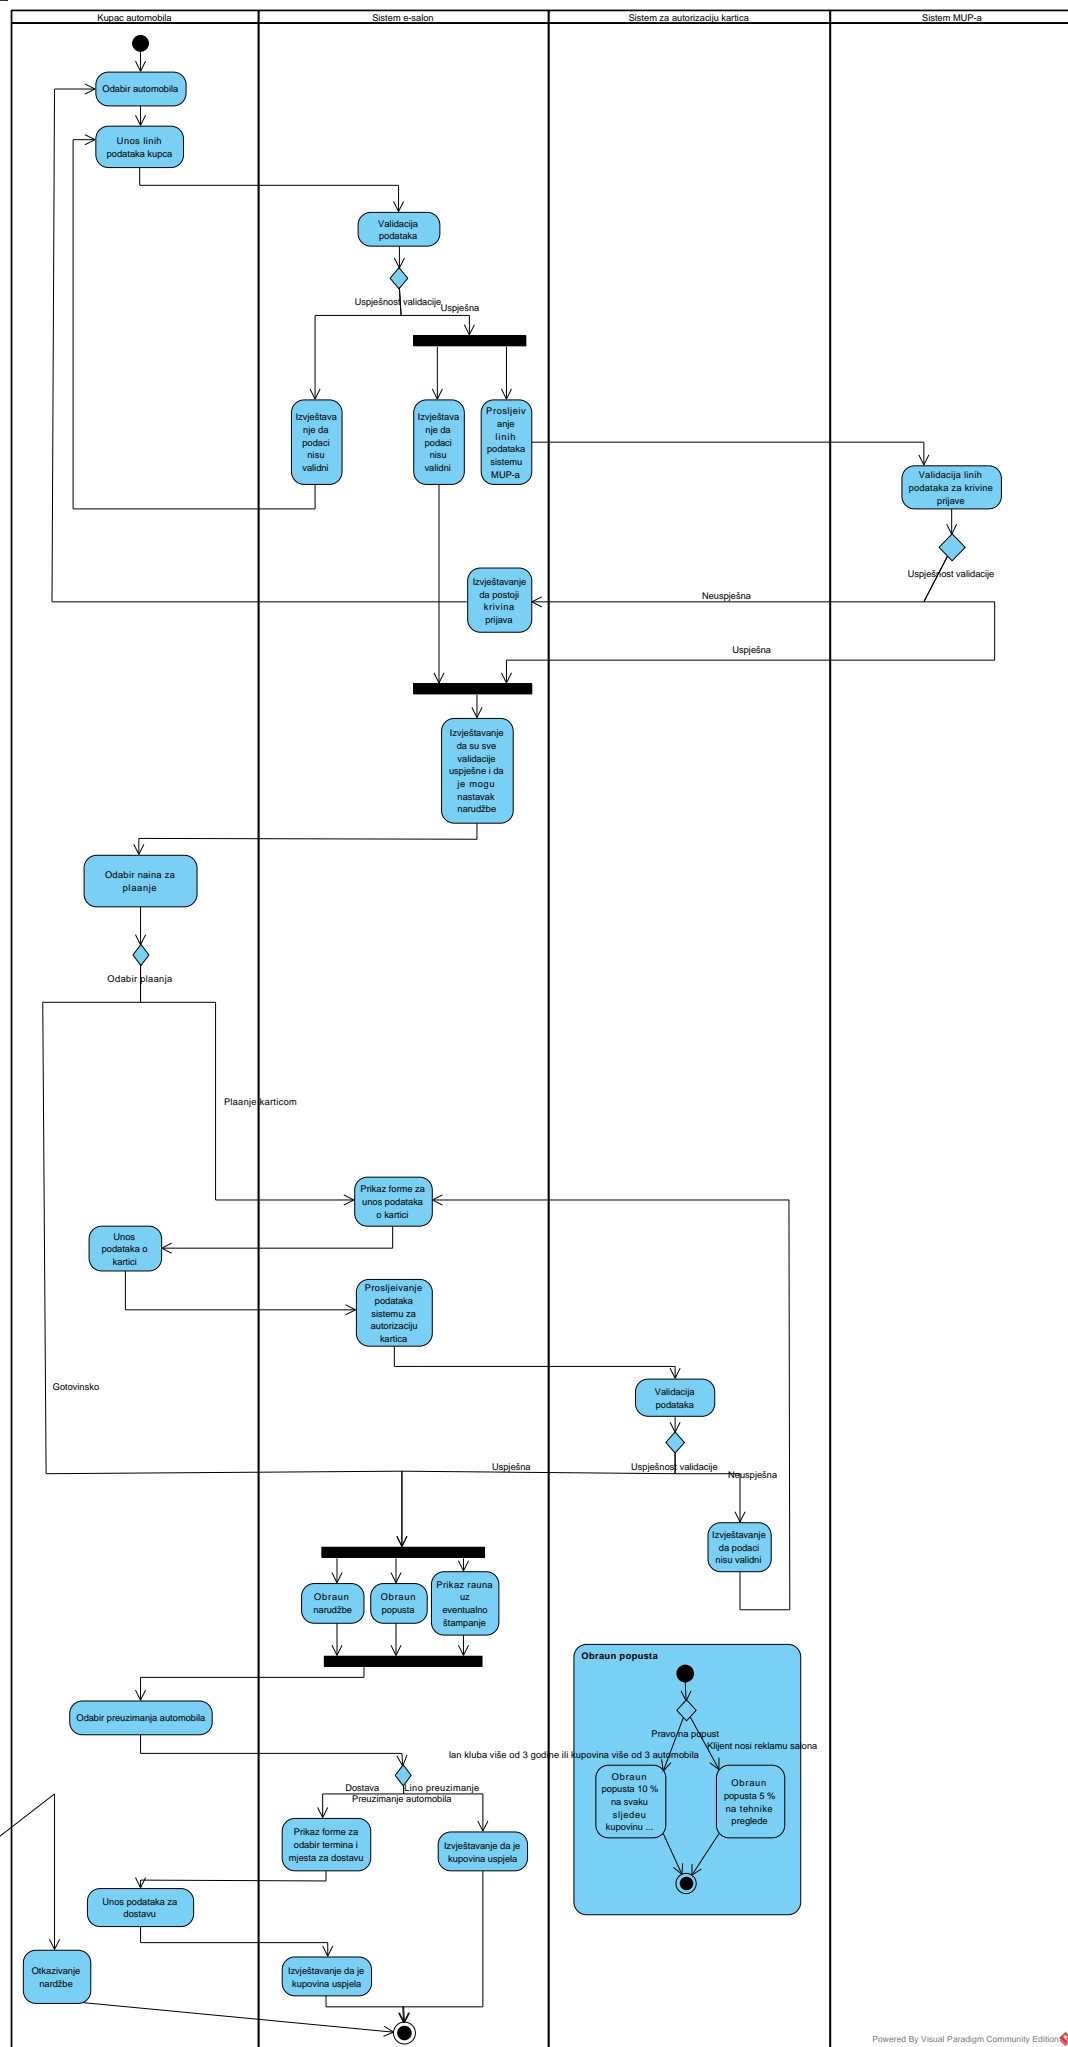 Kupac automobila
Sistem e-salon
Sistem za autorizaciju kartica
Sistem MUP-a
Odabir automobila
Unos linih
podataka kupca
Validacija
podataka
Uspješnost validacije
Uspješna
Izvještava
nje da
podaci
nisu
validni
Izvještava
nje da
podaci
nisu
validni
Prosljeiv
anje
linih
podataka
sistemu
MUP-a
Validacija linih
podataka za krivine
prijave
Uspješnost validacije
Izvještavanje
da postoji
krivina
prijava
Neuspješna
Uspješna
Izvještavanje
da su sve
validacije
uspješne i da
je mogu
nastavak
narudžbe
Odabir naina za
plaanje
Odabir plaanja
Plaanje karticom
Prikaz forme za
unos podataka
o kartici
Unos
podataka o
kartici
Prosljeivanje
podataka
sistemu za
autorizaciju
kartica
Gotovinsko
Validacija
podataka
Uspješna
Uspješnost validacije
Neuspješna
Izvještavanje
da podaci
nisu validni
Obraun
narudžbe
Obraun
popusta
Prikaz rauna
uz
eventualno
štampanje
Obraun popusta
Odabir preuzimanja automobila
Pravo na popust
Klijent nosi reklamu salona
lan kluba više od 3 godine ili kupovina više od 3 automobila
Obraun
popusta 10 %
na svaku
sljedeu
kupovinu ...
Obraun
popusta 5 %
na tehnike
preglede
Dostava
Lino preuzimanje
Preuzimanje automobila
Prikaz forme za
odabir termina i
mjesta za dostavu
Izvještavanje da je
kupovina uspjela
Unos podataka za
dostavu
Otkazivanje
nardžbe
Izvještavanje da je
kupovina uspjela
Powered By Visual Paradigm Community Edition